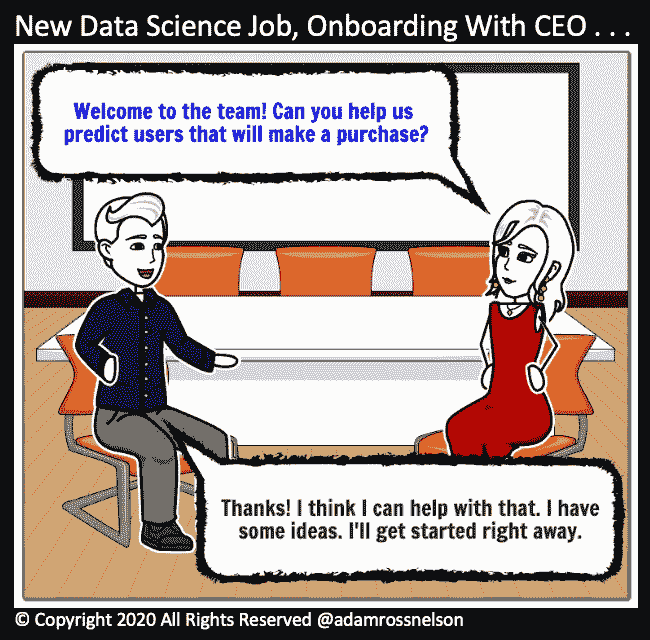 New Data Science Job, Onboarding With CEO . . .
Welcome to the team! Can you help us
predict users that will make a purchase?
Thanks! I think I can help with that. I have
some ideas. I'll get started right away.
© Copyright 2020 All Rights Reserved @adamrossnelson